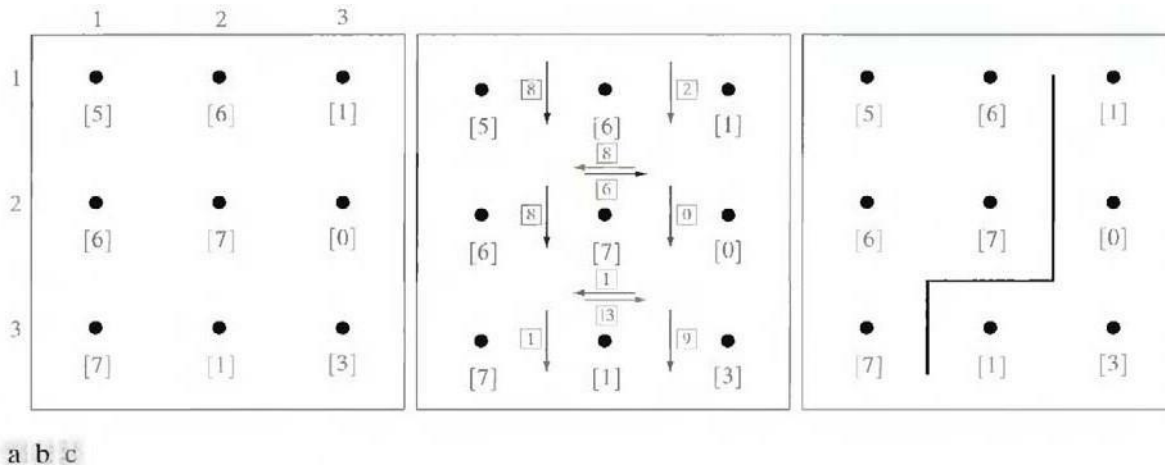 1 2 3
1 [5] [6] [1]
2 [6] [7] [0]
3 [7] [1] [3]
8 2
[5] [6] [1]
8
6
8 0
[6] [7] [0]
1
13
1 9
[7] [1] [3]
[5] [6] [1]
[6] [7] [0]
[7] [1] [3]
a b c